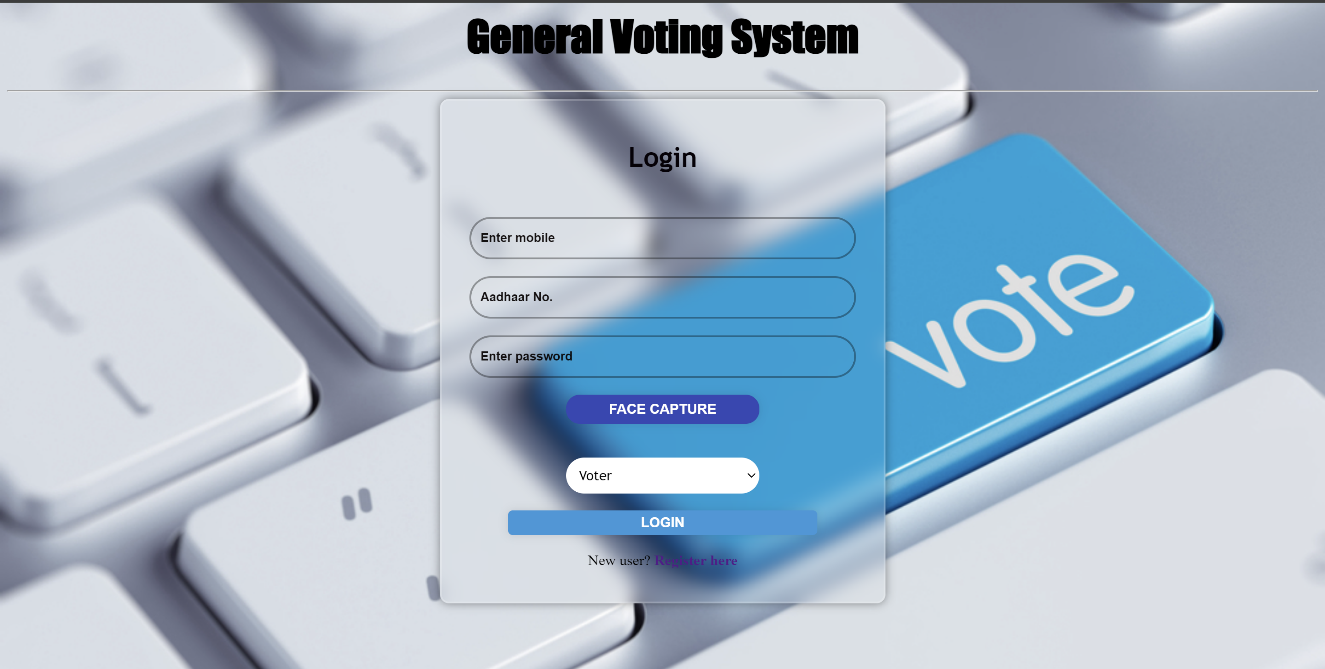 General Voting System
Login
Enter mobile
Aadhaar No.
Enter password
vote
FACE CAPTURE
Voter
LOGIN
New user? Register here
"